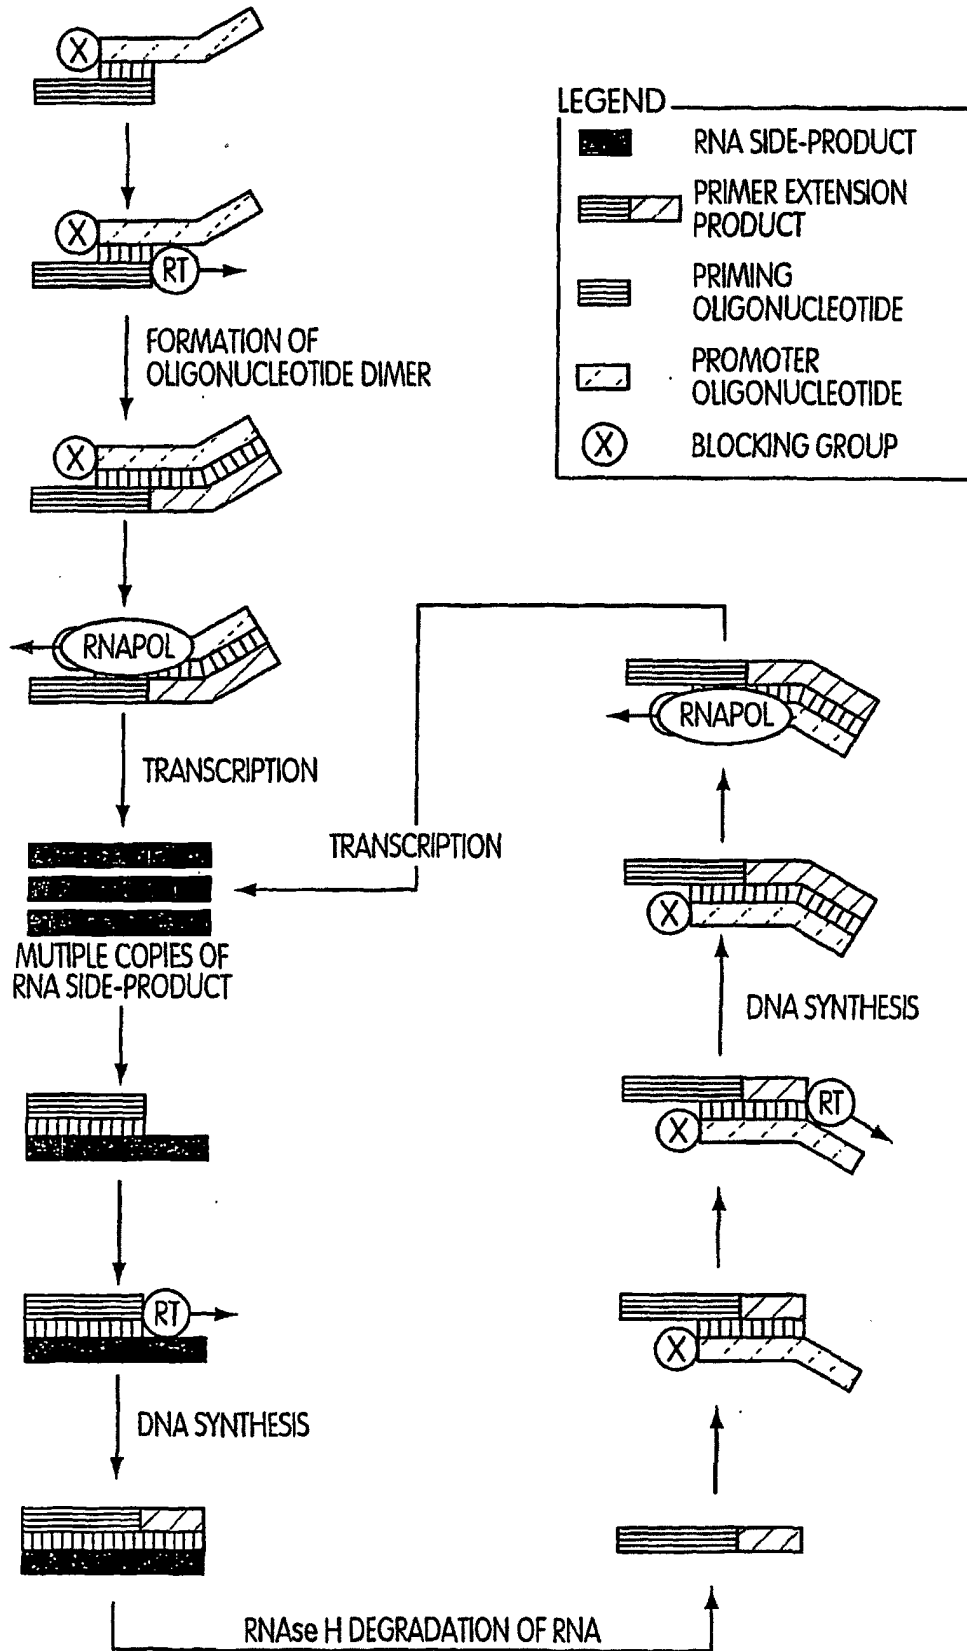 X
LEGEND
RNA SIDE-PRODUCT
PRIMER EXTENSION
PRODUCT
PRIMING
OLIGONUCLEOTIDE
PROMOTER
OLIGONUCLEOTIDE
X
BLOCKING GROUP
X
RT
FORMATION OF
OLIGONUCLEOTIDE DIMER
X
RNAPOL
TRANSCRIPTION
MUTIPLE COPIES OF
RNA SIDE-PRODUCT
RT
DNA SYNTHESIS
RNAse H DEGRADATION OF RNA
X
X
RT
DNA SYNTHESIS
X
RNAPOL
TRANSCRIPTION